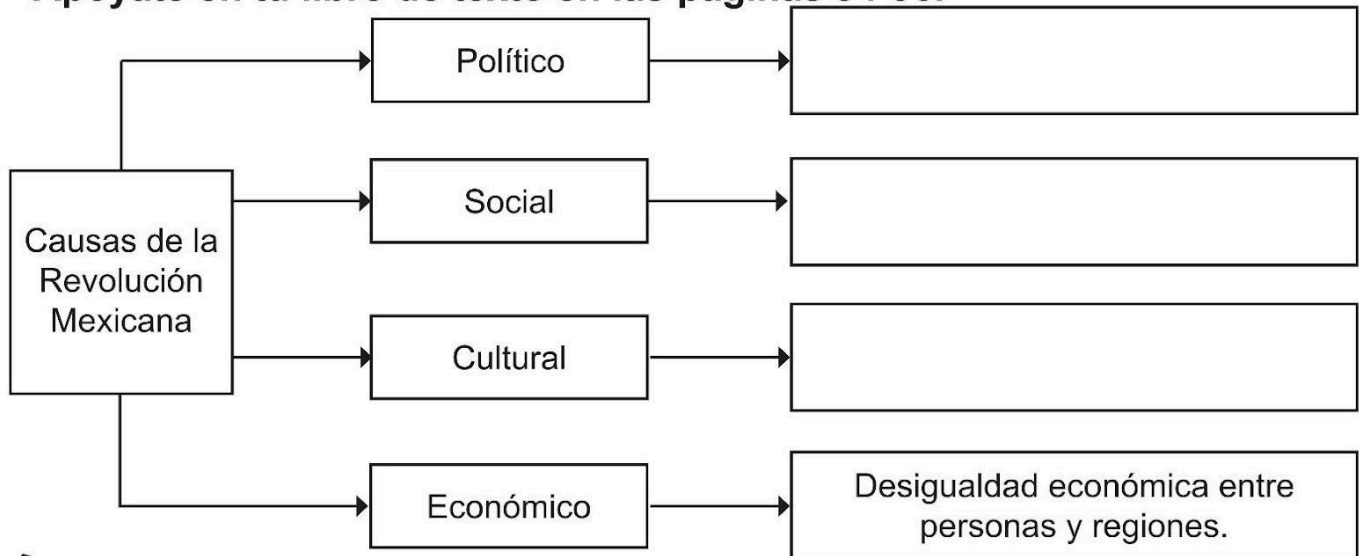 Político
Social
Causas de la
Revolución
Mexicana
Cultural
Económico
Desigualdad económica entre
personas y regiones.